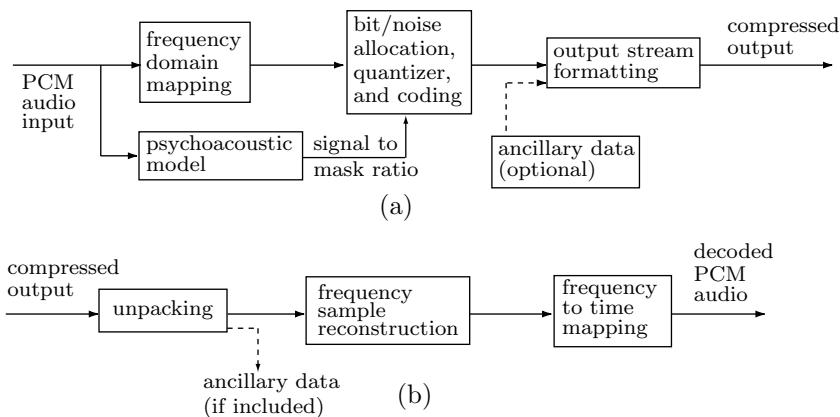 frequency
domain
mapping
bit/noise
allocation,
quantizer,
and coding
output stream
formatting
compressed
output
PCM
audio
input
psychoacoustic
model
signal to
mask ratio
ancillary data
(optional)
(a)
compressed
output
unpacking
frequency
sample
reconstruction
frequency
to time
mapping
decoded
PCM
audio
ancillary data
(if included)
(b)